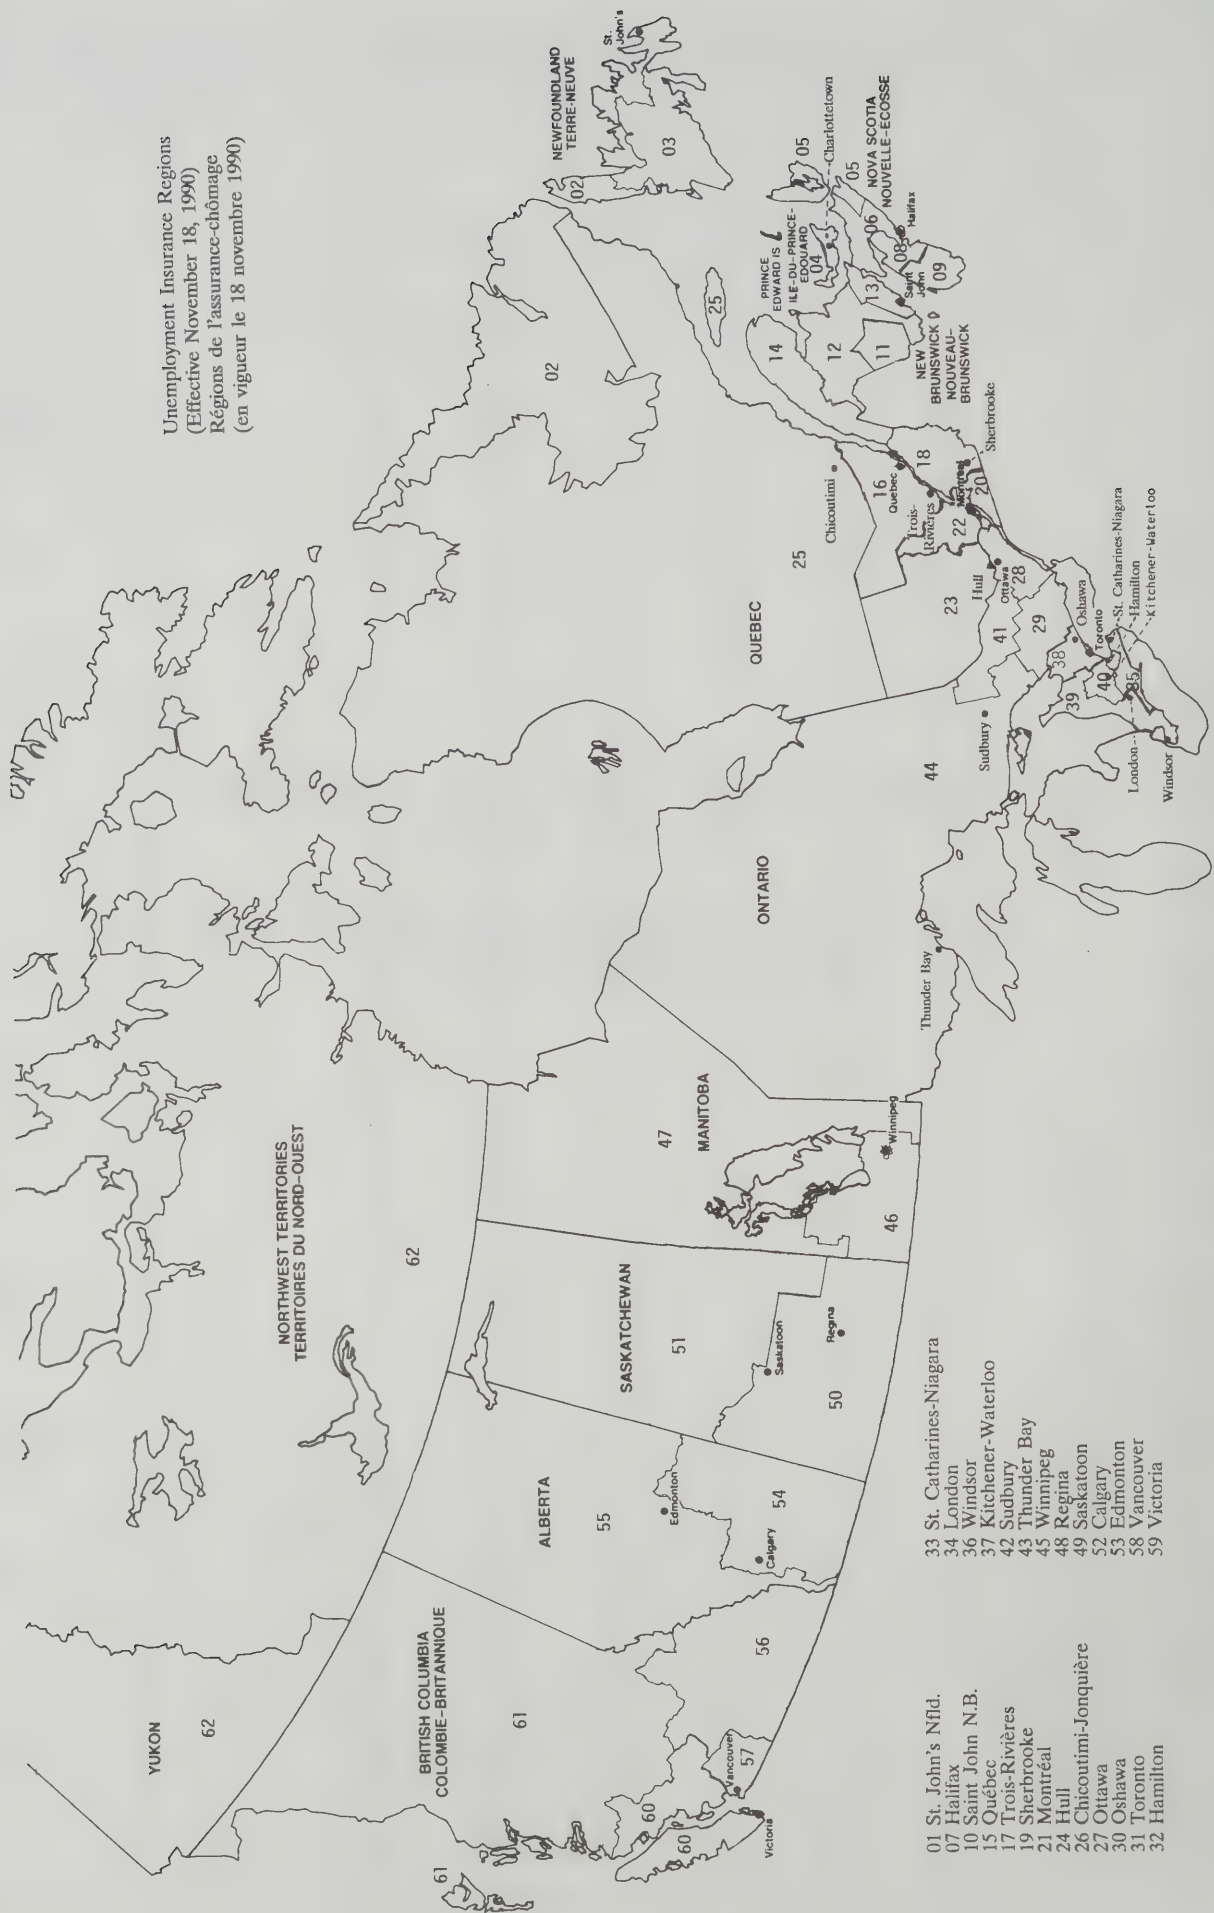 Unemployment Insurance Regions
(Effective November 18, 1990)
Régions de l'assurance-chômage
(en vigueur le 18 novembre 1990)
YUKON
62
NORTHWEST TERRITORIES
TERRITOIRES DU NORD-OUEST
62
BRITISH COLUMBIA
COLOMBIE-BRITANNIQUE
61
61
60
60
Victoria
Vancouver
57
56
ALBERTA
55
Edmonton
Calgary
54
SASKATCHEWAN
51
Saskatoon
Regina
50
MANITOBA
47
46
Winnipeg
ONTARIO
Thunder Bay
44
Sudbury
41
39
38
40
35
29
28
Oshawa
Toronto
St. Catharines-Niagara
Hamilton
Kitchener-Waterloo
London
Windsor
Ottawa
Hull
QUEBEC
25
25
23
22
Chicoutimi
16
Quebec
Trois-
Rivières
18
Montreal
20
Sherbrooke
14
NEWFOUNDLAND
TERRE-NEUVE
02
02
02
03
St.
John's
PRINCE
EDWARD IS
ILE-DU-PRINCE-
EDOUARD
04
Charlottetown
05
05
NOVA SCOTIA
NOUVELLE-ECOSSE
06
Halifax
08
09
Saint
John
13
12
11
NEW
BRUNSWICK
NOUVEAU-
BRUNSWICK
01 St. John's Nfld.
07 Halifax
10 Saint John N.B.
15 Québec
17 Trois-Rivières
19 Sherbrooke
21 Montréal
24 Hull
26 Chicoutimi-Jonquière
27 Ottawa
30 Oshawa
31 Toronto
32 Hamilton
33 St. Catharines-Niagara
34 London
36 Windsor
37 Kitchener-Waterloo
42 Sudbury
43 Thunder Bay
45 Winnipeg
48 Regina
49 Saskatoon
52 Calgary
53 Edmonton
58 Vancouver
59 Victoria